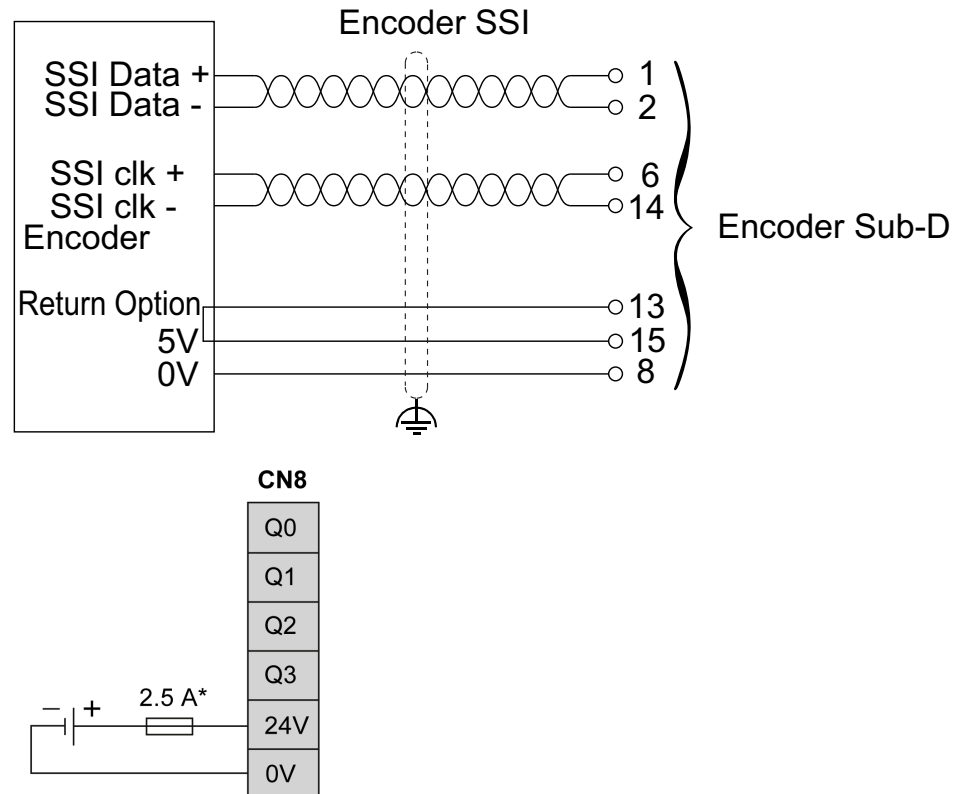 Encoder SSI
SSI Data +
SSI Data -
1
2
SSI clk +
SSI clk -
6
14
Encoder
Encoder Sub-D
Return Option
13
5V
15
0V
8
CN8
Q0
Q1
Q2
Q3
– + 2.5 A*
24V
0V